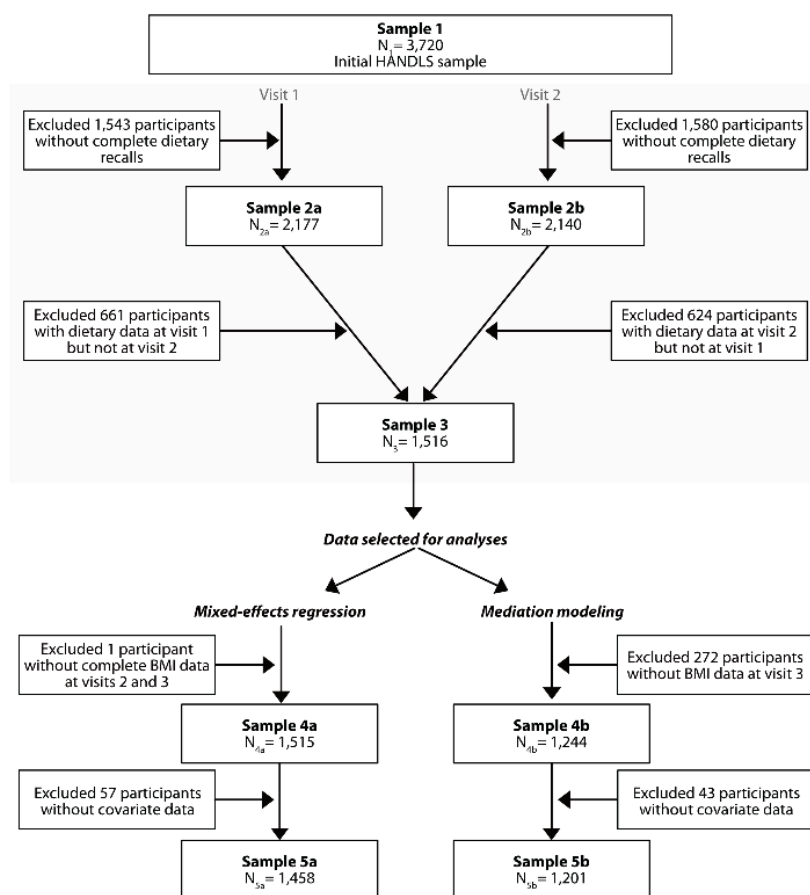 Sample 1
N1= 3,720
Initial HANDLS sample
Visit 1
Visit 2
Excluded 1,543 participants
without complete dietary
recalls
Excluded 1,580 participants
without complete dietary
recalls
Sample 2a
N2a= 2,177
Sample 2b
N2b= 2,140
Excluded 661 participants
with dietary data at visit 1
but not at visit 2
Excluded 624 participants
with dietary data at visit 2
but not at visit 1
Sample 3
N3= 1,516
Data selected for analyses
Mixed-effects regression
Mediation modeling
Excluded 1 participant
without complete BMI data
at visits 2 and 3
Excluded 272 participants
without BMI data at visit 3
Sample 4a
N4a= 1,515
Sample 4b
N4b= 1,244
Excluded 57 participants
without covariate data
Excluded 43 participants
without covariate data
Sample 5a
N5a= 1,458
Sample 5b
N5b= 1,201